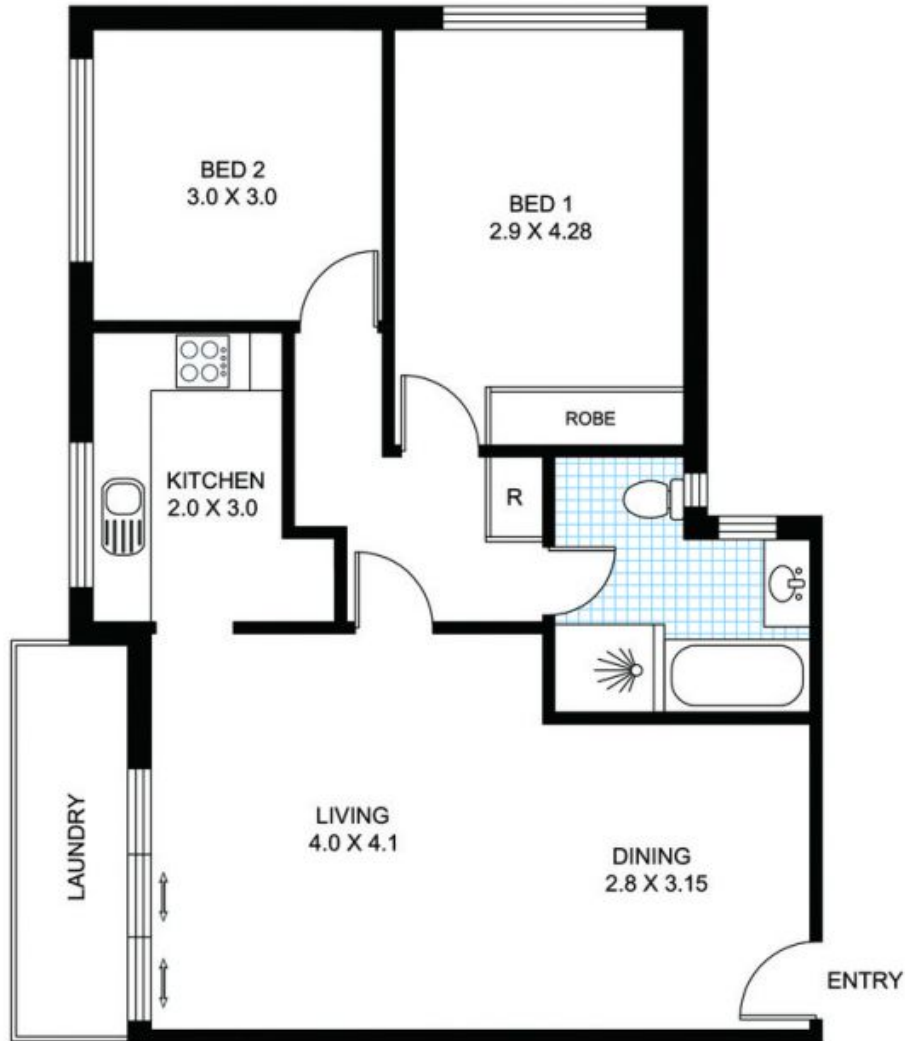 BED 2
3.0 X 3.0
BED 1
2.9 X 4.28
ROBE
KITCHEN
2.0 X 3.0
R
LIVING
4.0 X 4.1
DINING
2.8 X 3.15
LAUNDRY
ENTRY